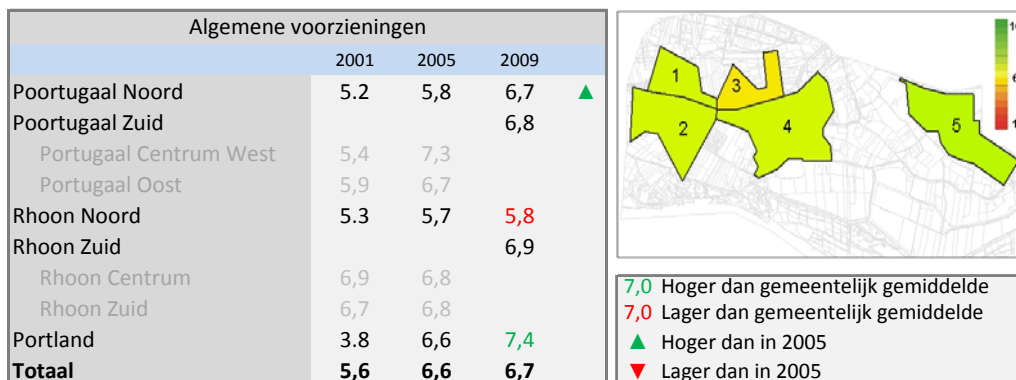 Algemene voorzieningen
2001 2005 2009
Poortugaal Noord 5.2 5,8 6,7 ▲
Poortugaal Zuid 6,8
Portugaal Centrum West 5,4 7,3
Portugaal Oost 5,9 6,7
Rhoon Noord 5.3 5,7 5,8
Rhoon Zuid 6,9
Rhoon Centrum 6,9 6,8
Rhoon Zuid 6,7 6,8
Portland 3.8 6,6 7,4
Totaal 5,6 6,6 6,7
1
2
3
4
5
7,0 Hoger dan gemeentelijk gemiddelde
7,0 Lager dan gemeentelijk gemiddelde
▲ Hoger dan in 2005
▼ Lager dan in 2005